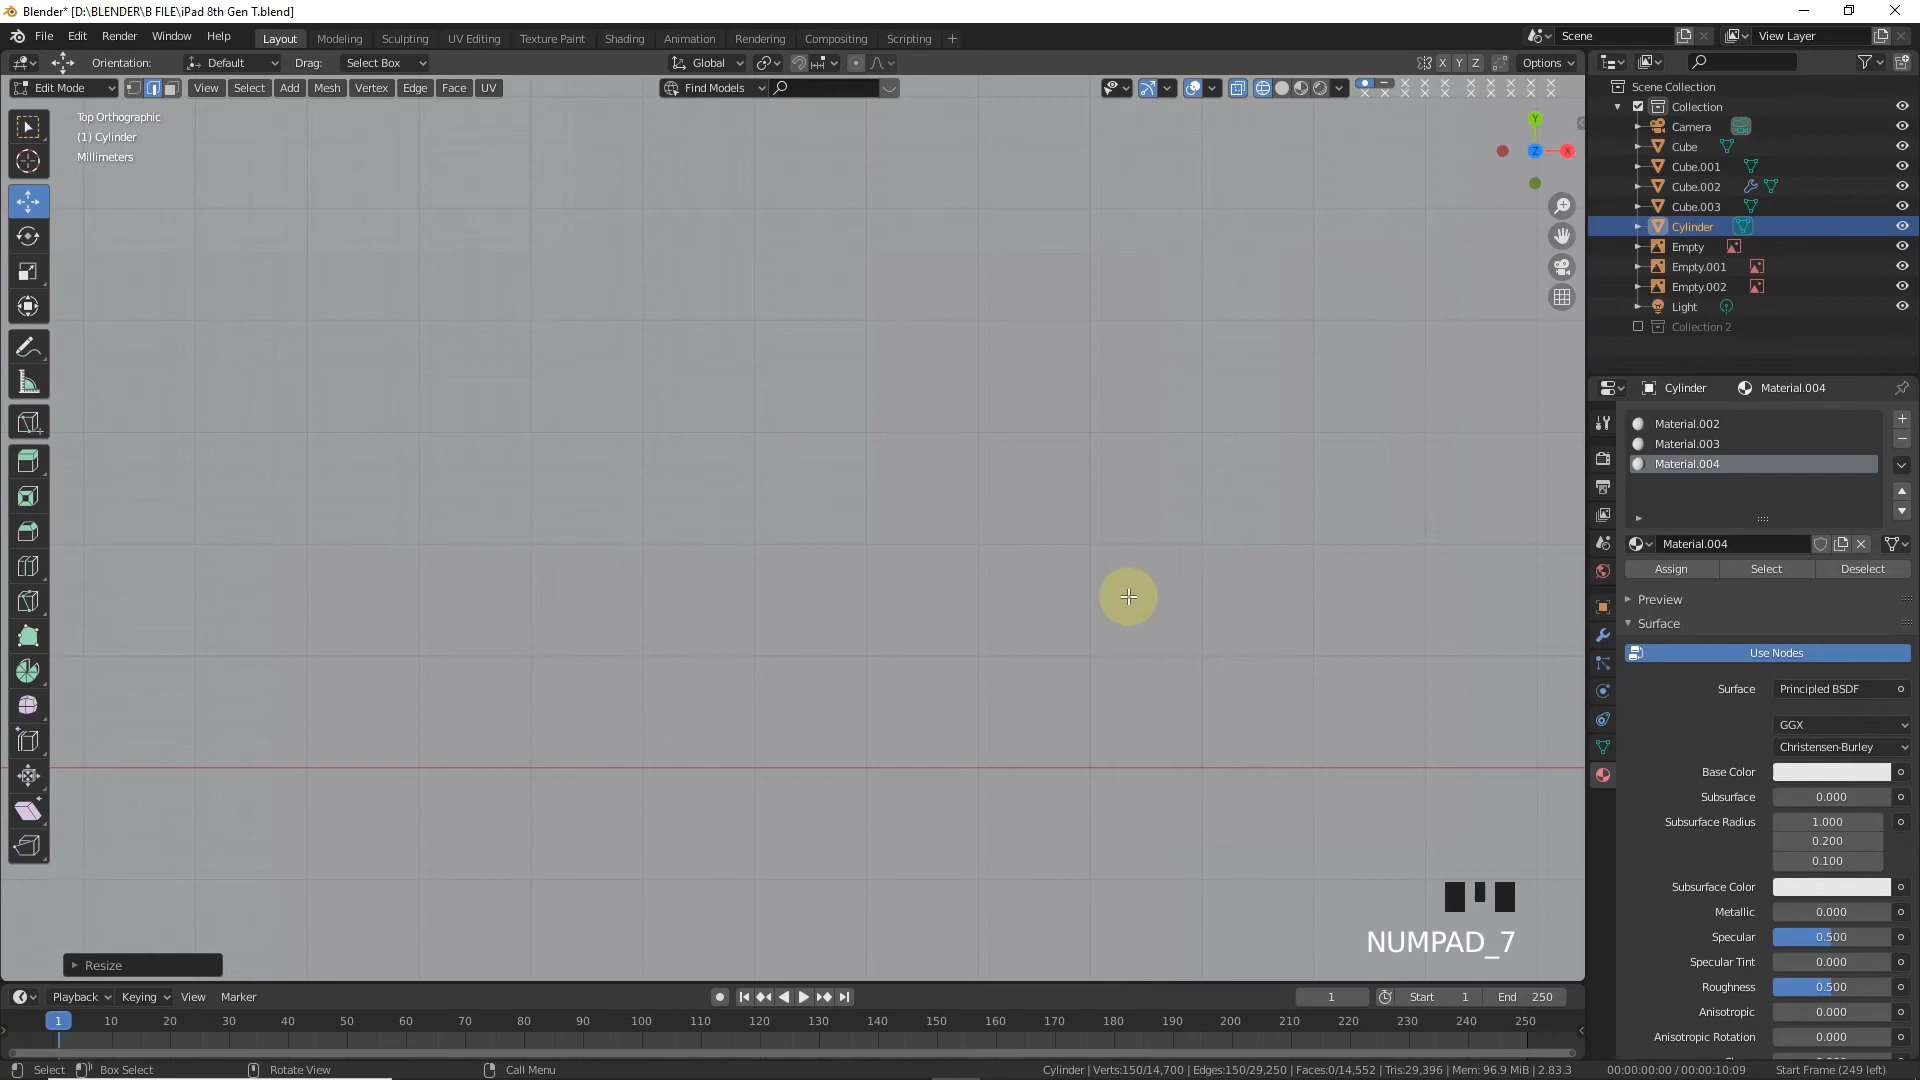 Blender* [D:\BLENDER\B FILE\iPad 8th Gen T.blend]
File Edit Render Window Help Layout Modeling Sculpting UV Editing Texture Paint Shading Animation Rendering Compositing Scripting + Scene View Layer
Orientation: Default Drag: Select Box Global X Y Z Options
Edit Mode View Select Add Mesh Vertex Edge Face UV Find Models
Top Orthographic
(1) Cylinder
Millimeters
Y
Z X
Scene Collection
Collection
Camera
Cube
Cube.001
Cube.002
Cube.003
Cylinder
Empty
Empty.001
Empty.002
Light
Collection 2
Cylinder Material.004
Material.002
Material.003
Material.004
Material.004
Assign Select Deselect
Preview
Surface
Use Nodes
Surface Principled BSDF
GGX
Christensen-Burley
Base Color
Subsurface 0.000
Subsurface Radius 1.000
0.200
0.100
Subsurface Color
Metallic 0.000
Specular 0.500
Specular Tint 0.000
Roughness 0.500
Anisotropic 0.000
Anisotropic Rotation 0.000
NUMPAD_7
Resize
Playback Keying View Marker 1 Start 1 End 250
1 10 20 30 40 50 60 70 80 90 100 110 120 130 140 150 160 170 180 190 200 210 220 230 240 250
Select Box Select Rotate View Call Menu Cylinder | Verts:150/14,700 | Edges:150/29,250 | Faces:0/14,552 | Tris:29,396 | Mem: 96.9 MiB | 2.83.3 00:00:00:00 / 00:00:10:09 Start Frame (249 left)